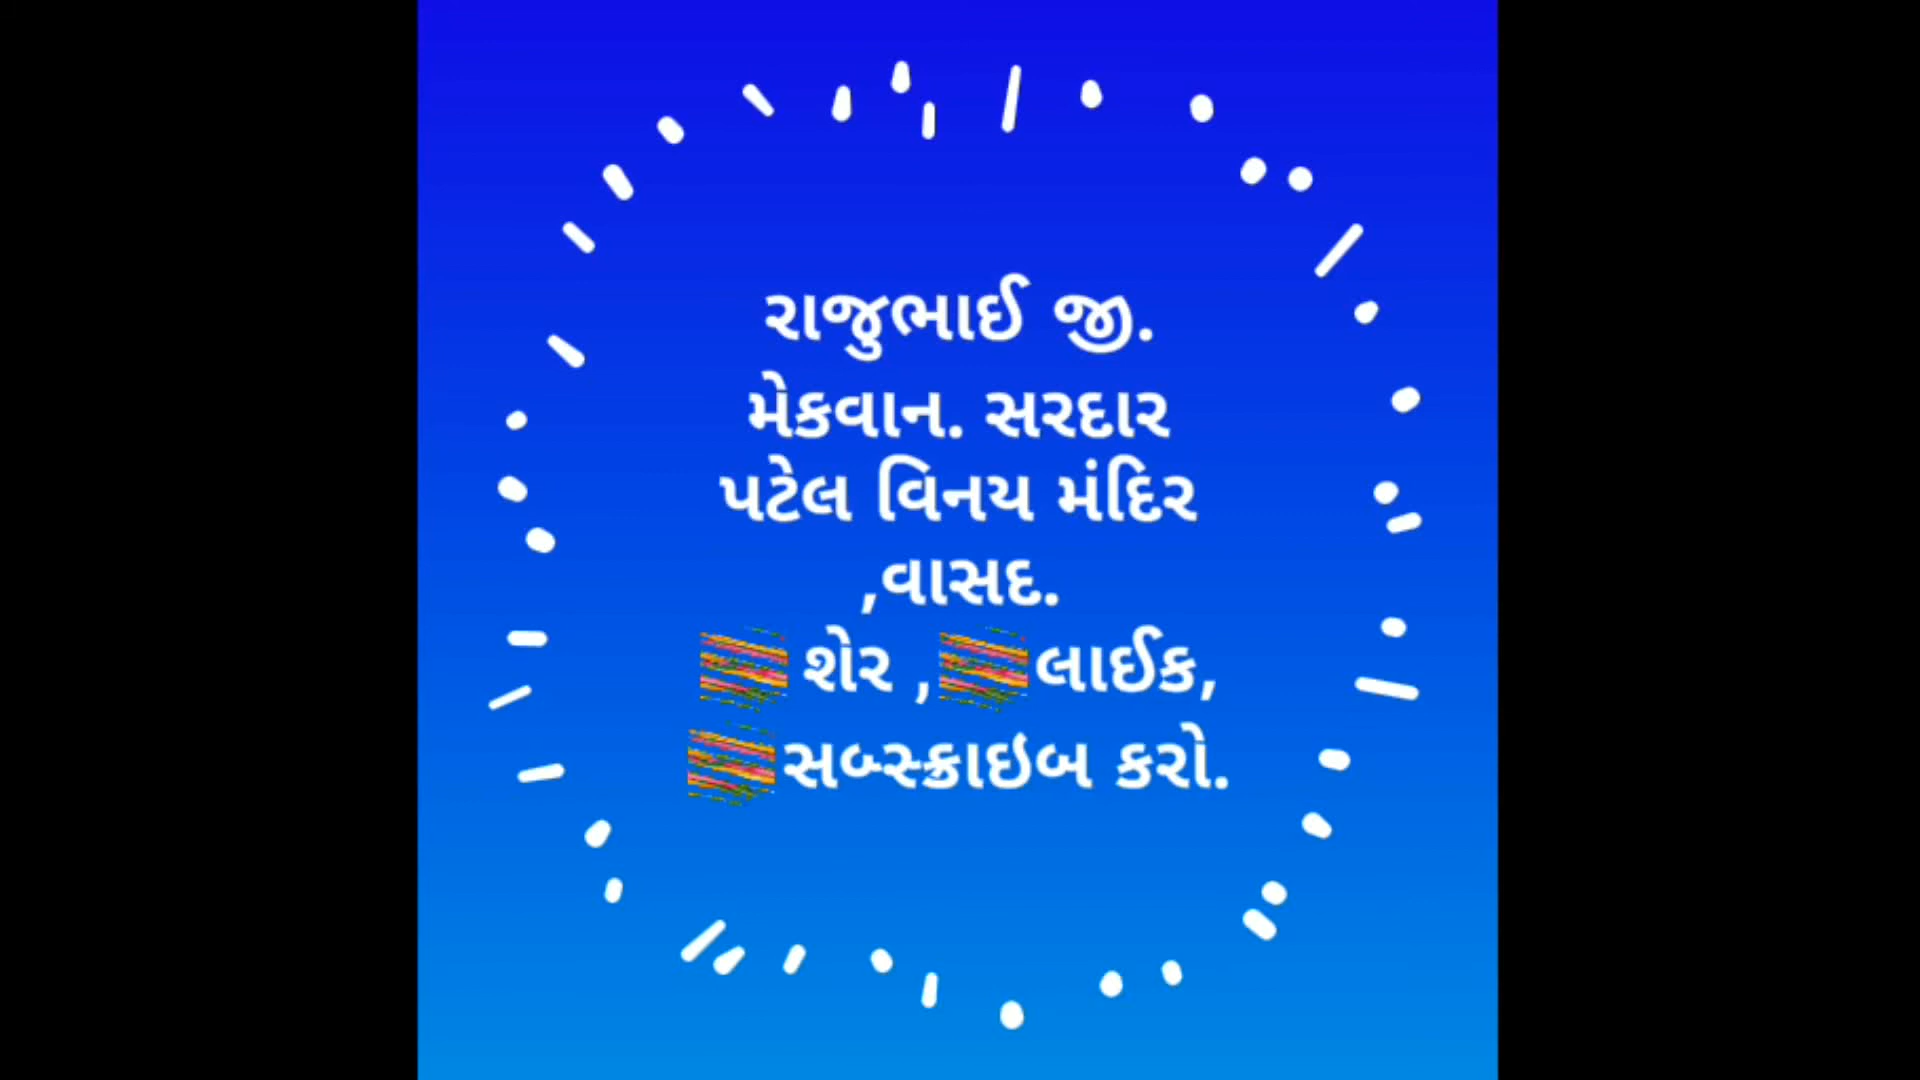 રાજુભાઈ જી.
મેકવાન. સરદાર
પટેલ વિનય મંદિર
,વાસદ.
શેર ,લાઈક,
સબ્સ્ક્રાઇબ કરો.